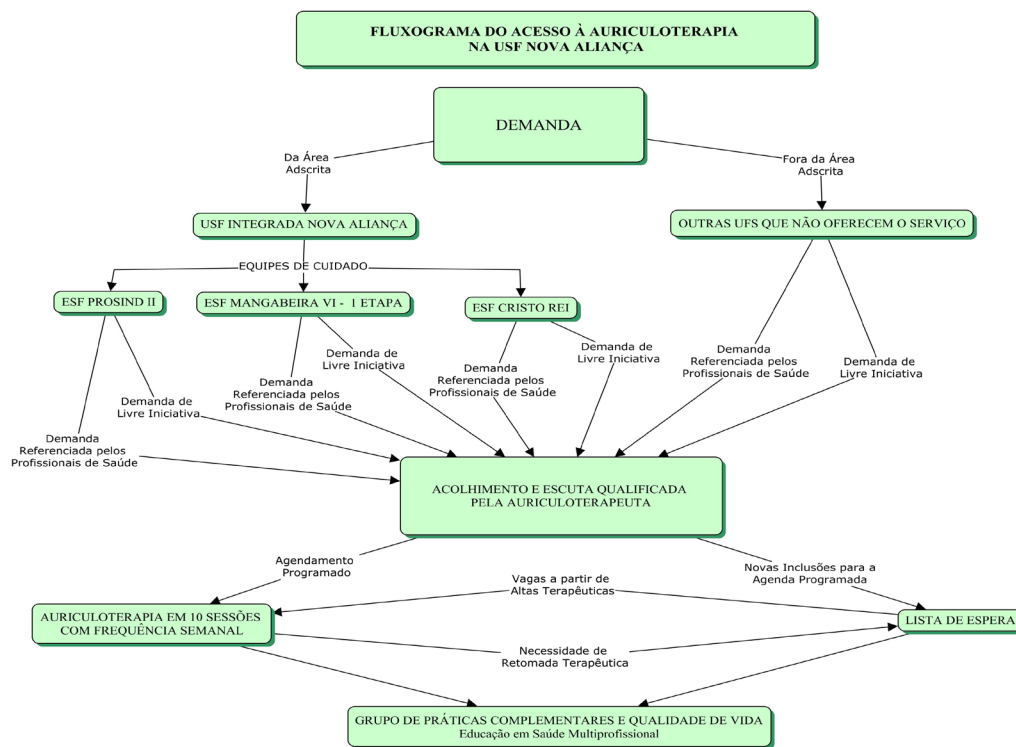 FLUXOGRAMA DO ACESSO À AURICULOTERAPIA
NA USF NOVA ALIANÇA
DEMANDA
Da Área
Adscrita
Fora da Área
Adscrita
USF INTEGRADA NOVA ALIANÇA
OUTRAS UFS QUE NÃO OFERECEM O SERVIÇO
EQUIPES DE CUIDADO
ESF PROSIND II
ESF MANGABEIRA VI - I ETAPA
ESF CRISTO REI
Demanda de
Livre Iniciativa
Demanda
Referenciada pelos
Profissionais de Saúde
Demanda de
Livre Iniciativa
Demanda
Referenciada pelos
Profissionais de Saúde
Demanda de
Livre Iniciativa
Demanda
Referenciada pelos
Profissionais de Saúde
Demanda
Referenciada pelos
Profissionais de Saúde
Demanda de
Livre Iniciativa
ACOLHIMENTO E ESCUTA QUALIFICADA
PELA AURICULOTERAPEUTA
Agendamento
Programado
Novas Inclusões para a
Agenda Programada
Vagas a partir de
Altas Terapêuticas
AURICULOTERAPIA EM 10 SESSÕES
COM FREQUÊNCIA SEMANAL
LISTA DE ESPERA
Necessidade de
Retomada Terapêutica
GRUPO DE PRÁTICAS COMPLEMENTARES E QUALIDADE DE VIDA
Educação em Saúde Multiprofissional